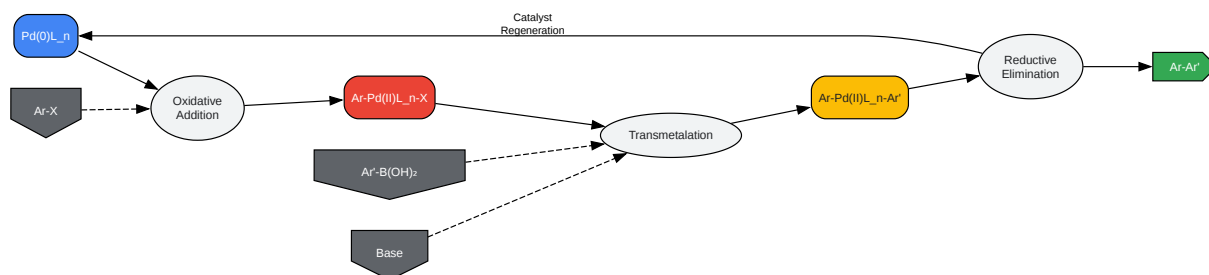 Catalyst
Regeneration
Pd(0)L_n
Ar-X
Oxidative
Addition
Ar-Pd(II)L_n-X
Ar'-B(OH)₂
Base
Transmetalation
Ar-Pd(II)L_n-Ar'
Reductive
Elimination
Ar-Ar'